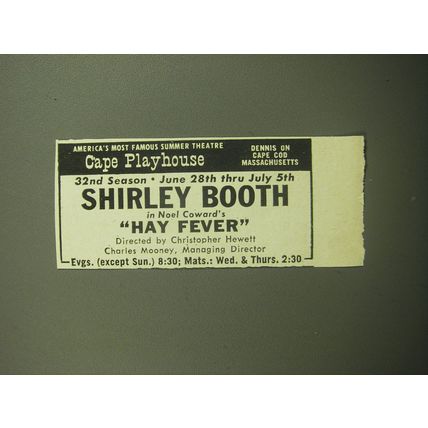 AMERICA'S MOST FAMOUS SUMMER THEATRE
Cape Playhouse
DENNIS ON
CAPE COD
MASSACHUSETTS
32nd Season • June 28th thru July 5th
SHIRLEY BOOTH
in Noel Coward's
"HAY FEVER"
Directed by Christopher Hewett
Charles Mooney, Managing Director
Evgs. (except Sun.) 8:30; Mats.: Wed. & Thurs. 2:30